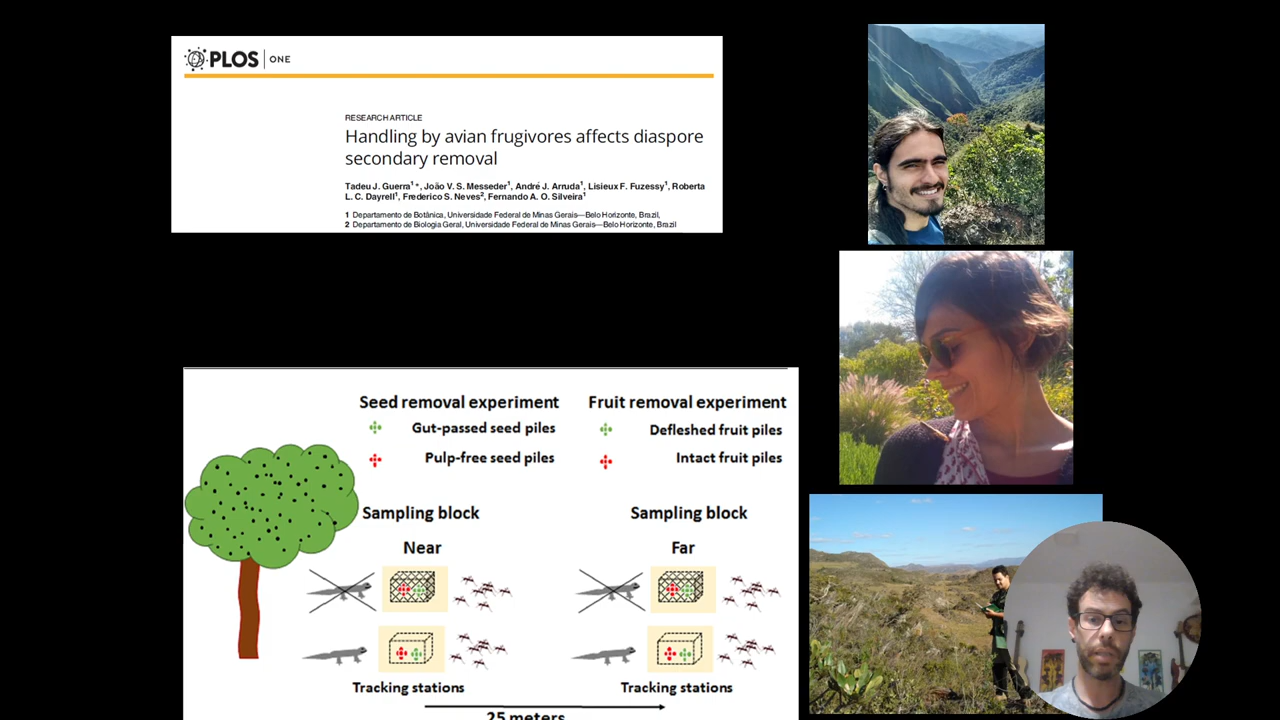 PLOS ONE
RESEARCH ARTICLE
Handling by avian frugivores affects diaspore
secondary removal
Tadeu J. Guerra1*, João V. S. Messeder1, André J. Arruda1, Lisieux F. Fuzessy1, Roberta
L. C. Dayrell1, Frederico S. Neves2, Fernando A. O. Silveira1
1 Departamento de Botânica, Universidade Federal de Minas Gerais—Belo Horizonte, Brazil,
2 Departamento de Biologia Geral, Universidade Federal de Minas Gerais—Belo Horizonte, Brazil
Seed removal experiment
Gut-passed seed piles
Pulp-free seed piles
Fruit removal experiment
Defleshed fruit piles
Intact fruit piles
Sampling block
Near
Sampling block
Far
Tracking stations
Tracking stations
25 meters